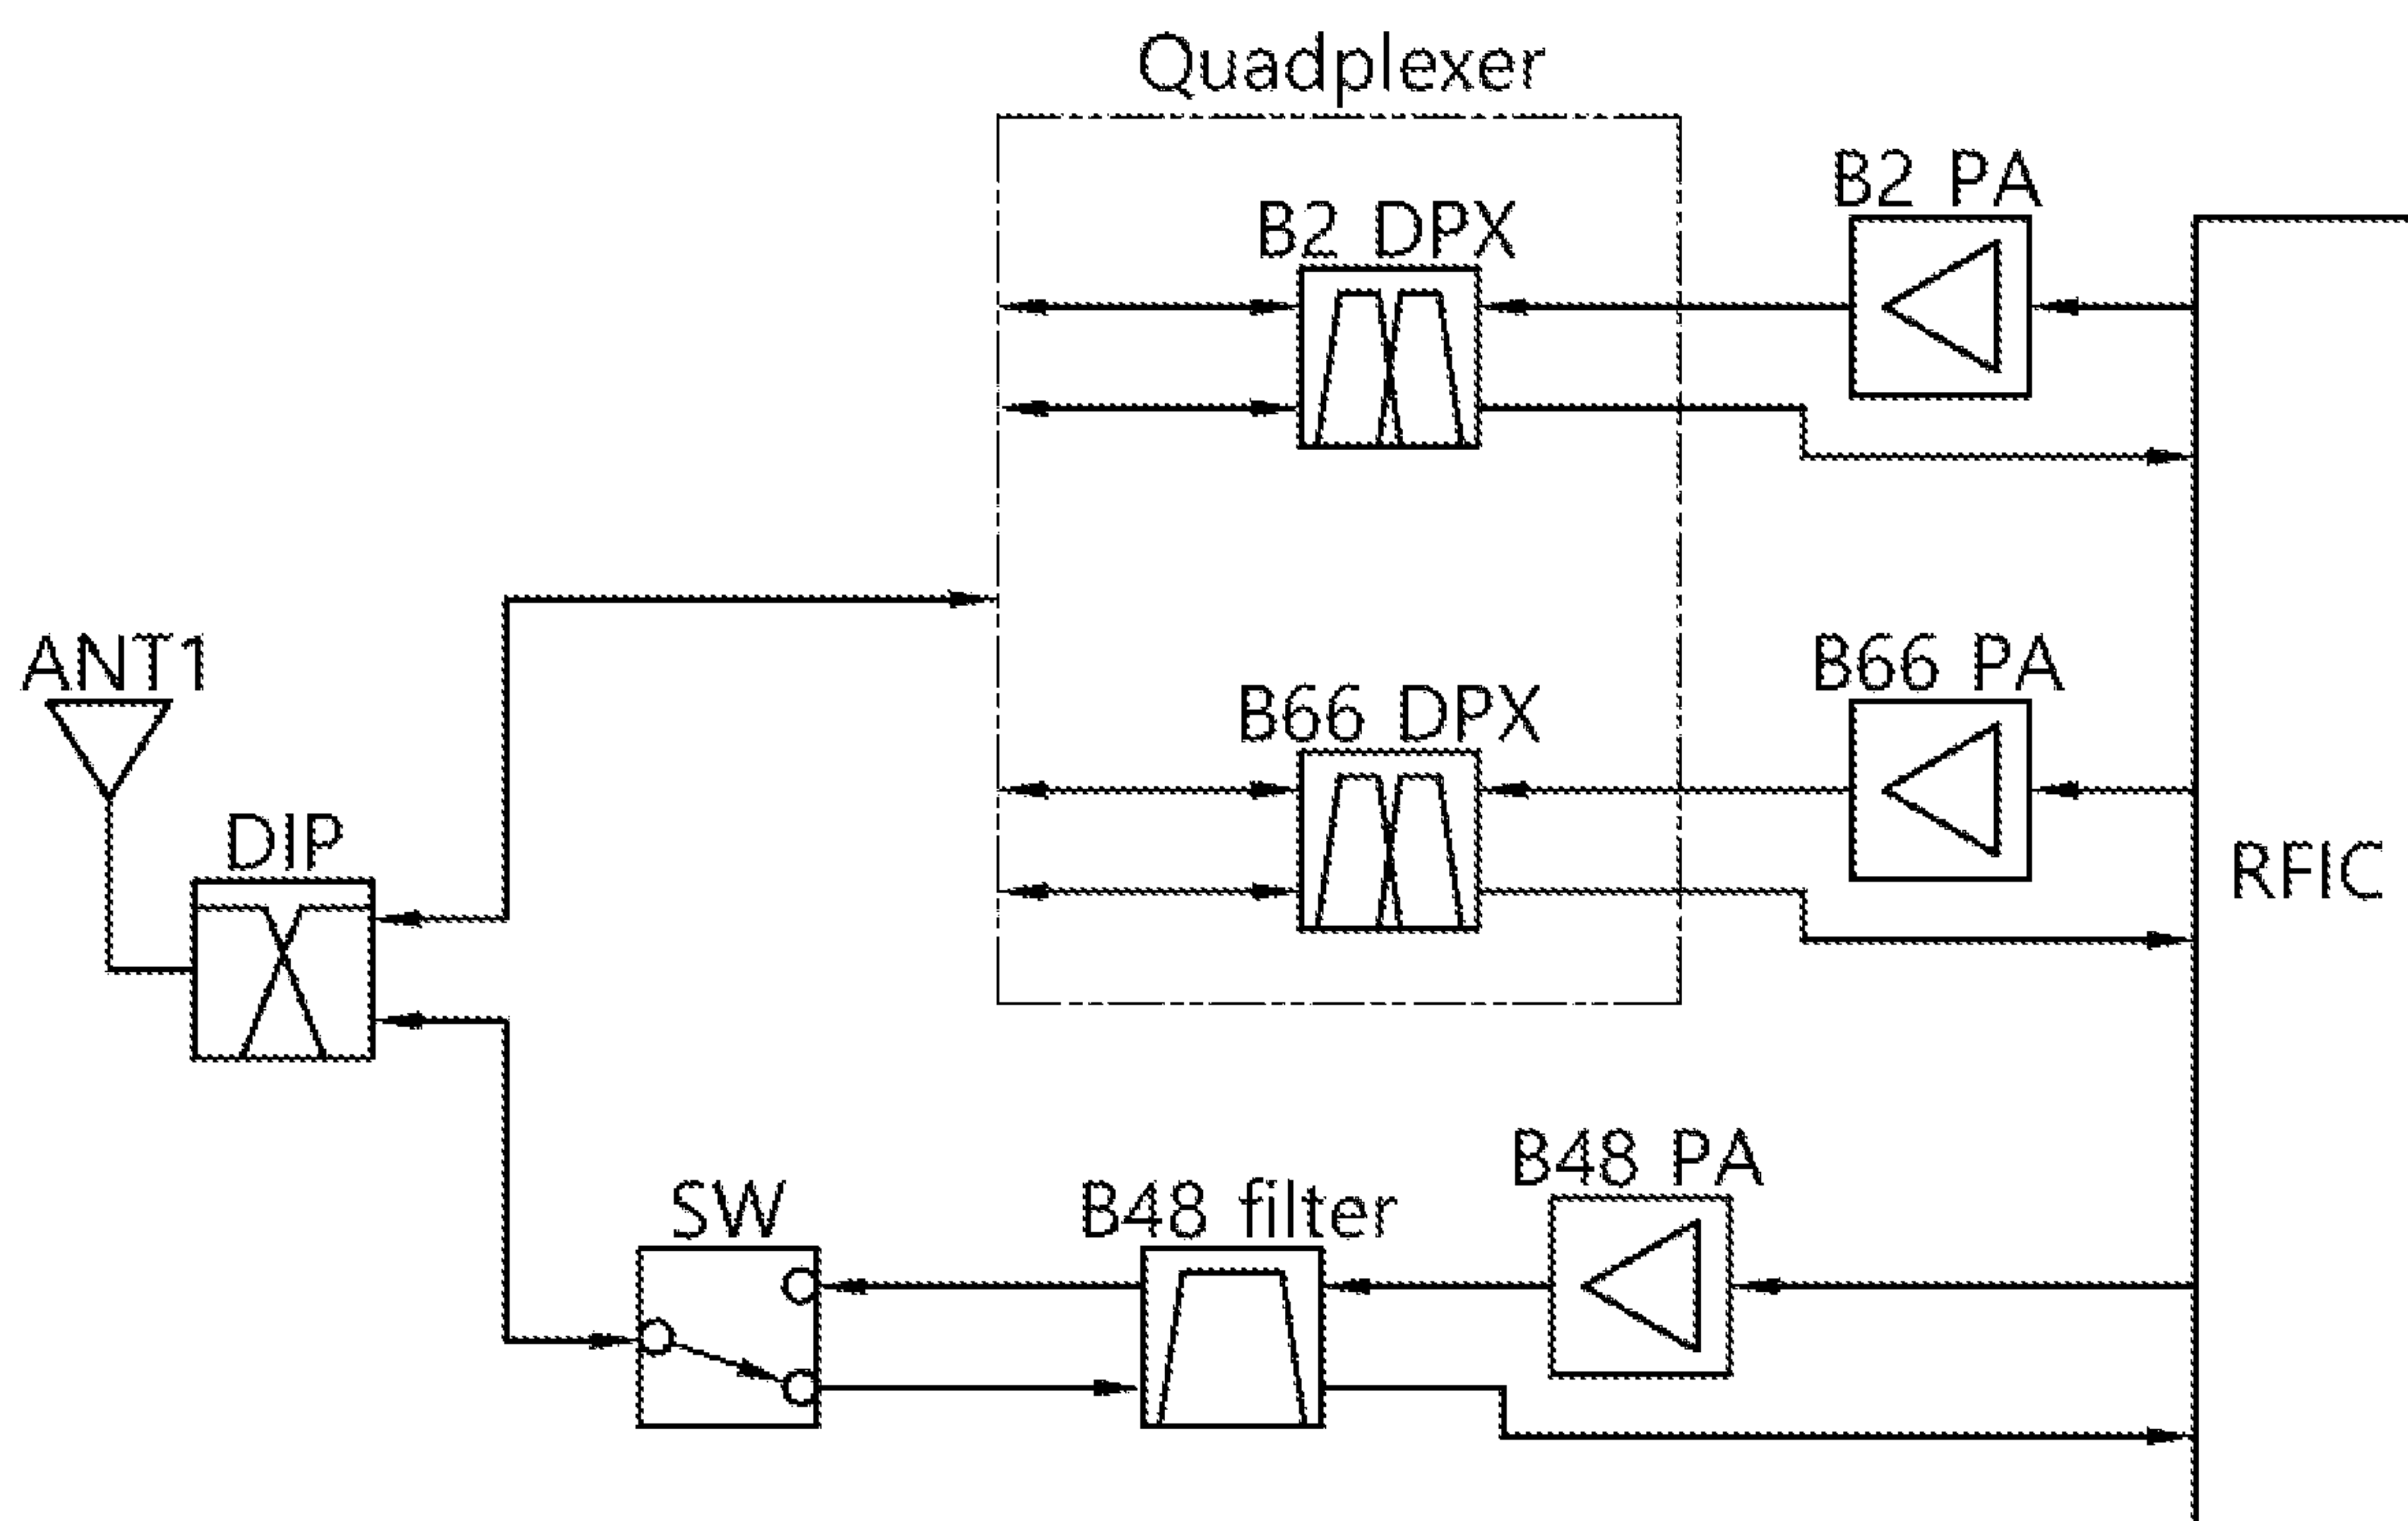 Quadplexer
B2 PA
B2 DPX
ANT1
B66 PA
B66 DPX
DIP
RFIC
B48 PA
SW
B48 filter